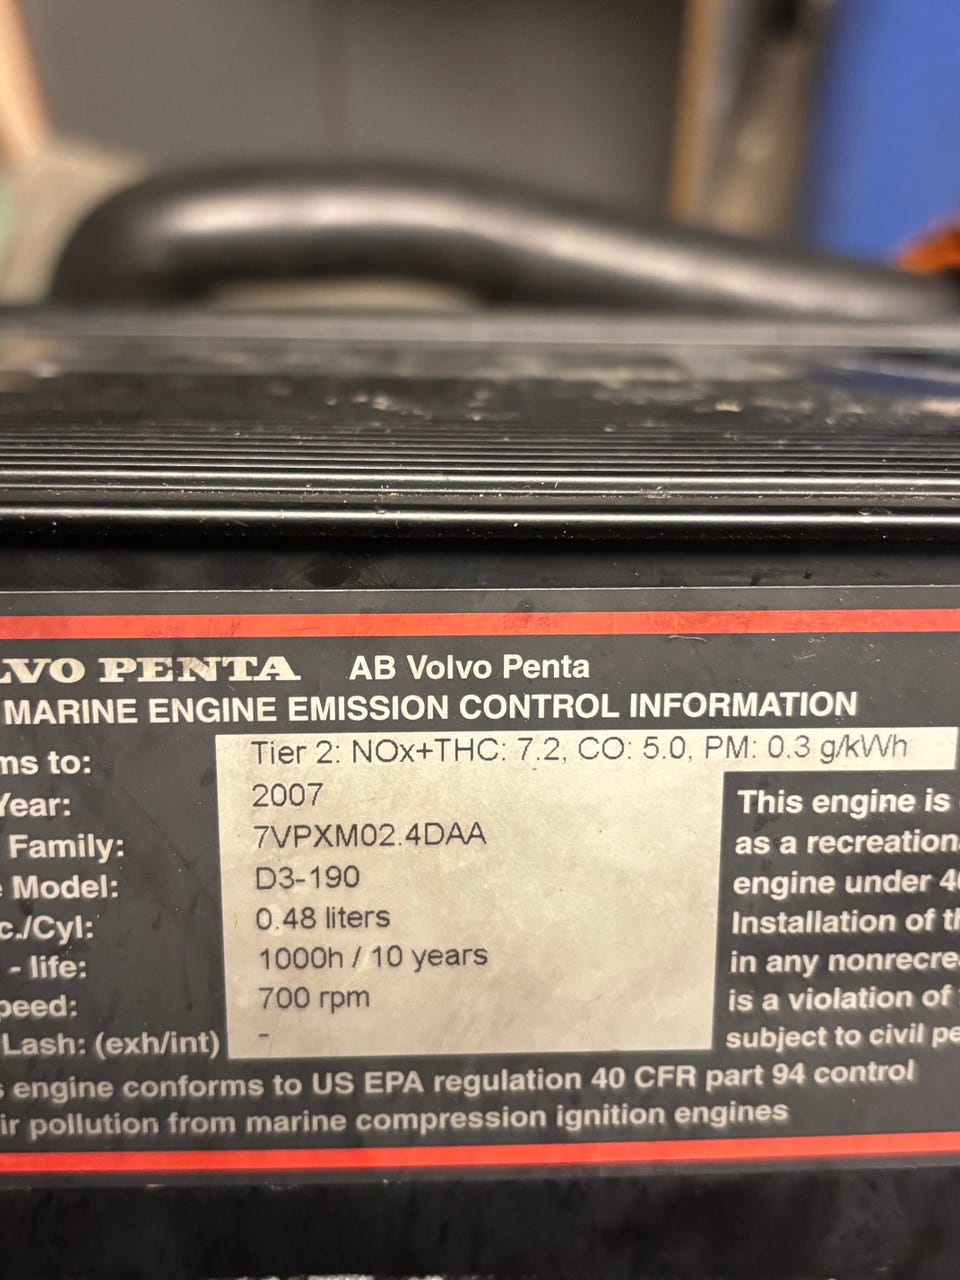 LVO PENTA AB Volvo Penta
MARINE ENGINE EMISSION CONTROL INFORMATION
ms to: Tier 2: NOx+THC: 7.2, CO: 5.0, PM: 0.3 g/kWh
Year: 2007
Family: 7VPXM02.4DAA
Model: D3-190
c./Cyl: 0.48 liters
- life: 1000h / 10 years
peed: 700 rpm
Lash: (exh/int) -
This engine is
as a recreation
engine under 4
Installation of th
in any nonrecre
is a violation of
subject to civil pe
engine conforms to US EPA regulation 40 CFR part 94 control
ir pollution from marine compression ignition engines